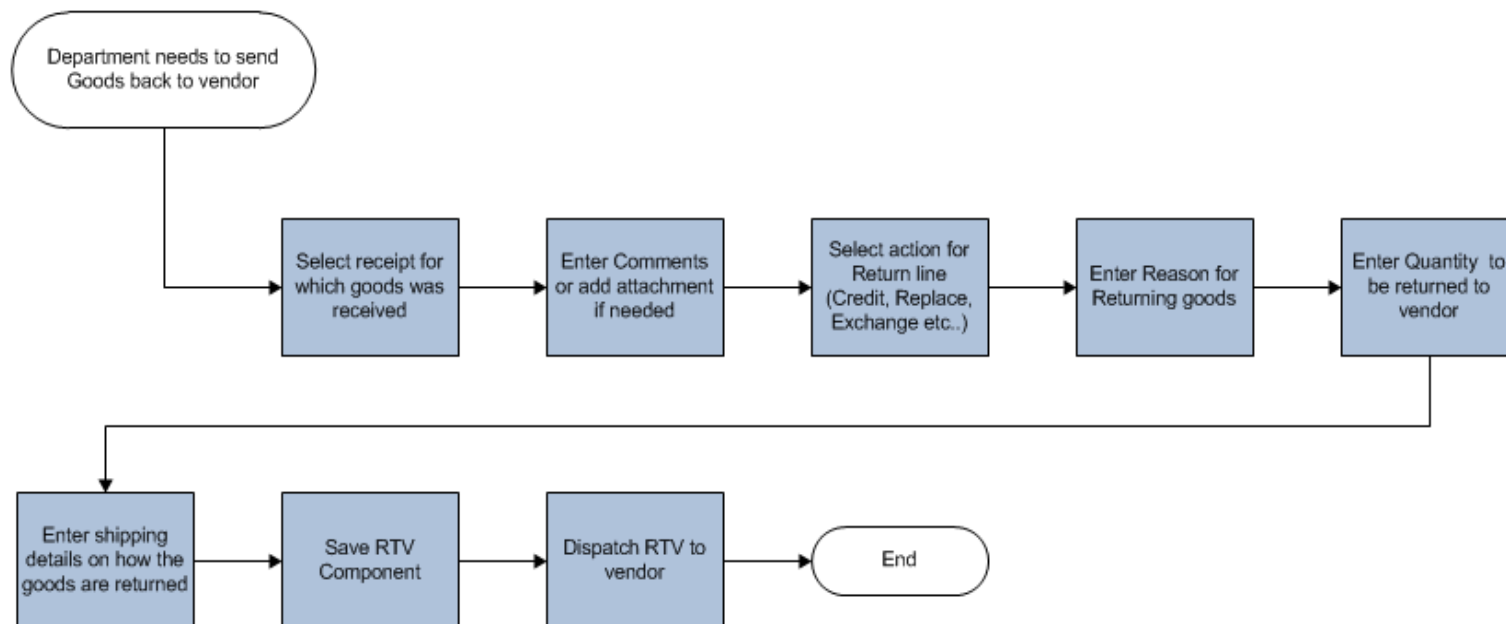 Department needs to send
Goods back to vendor
Select receipt for
which goods was
received
Enter Comments
or add attachment
if needed
Select action for
Return line
(Credit, Replace,
Exchange etc..)
Enter Reason for
Returning goods
Enter Quantity to
be returned to
vendor
Enter shipping
details on how the
goods are returned
Save RTV
Component
Dispatch RTV to
vendor
End